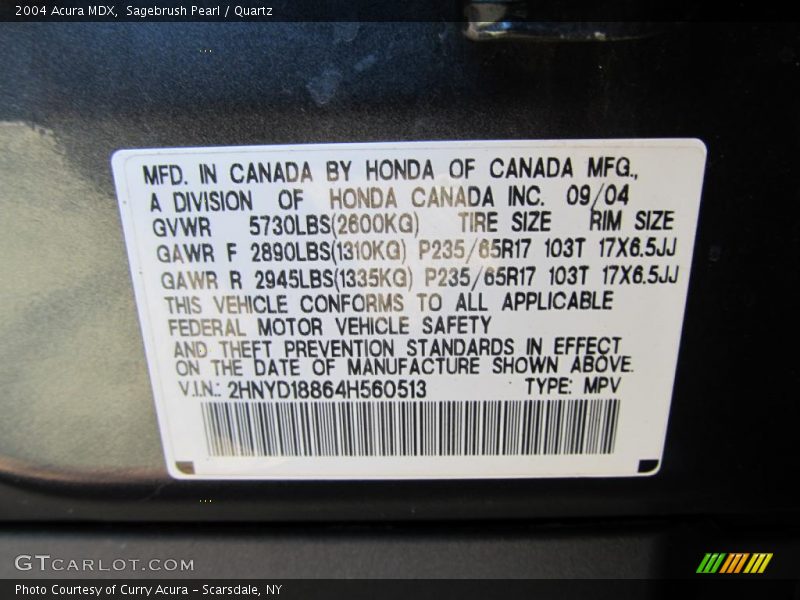 2004 Acura MDX, Sagebrush Pearl / Quartz
MFD. IN CANADA BY HONDA OF CANADA MFG.,
A DIVISION OF HONDA CANADA INC. 09/04
GVWR 5730LBS(2600KG) TIRE SIZE RIM SIZE
GAWR F 2890LBS(1310KG) P235/65R17 103T 17X6.5JJ
GAWR R 2945LBS(1335KG) P235/65R17 103T 17X6.5JJ
THIS VEHICLE CONFORMS TO ALL APPLICABLE
FEDERAL MOTOR VEHICLE SAFETY
AND THEFT PREVENTION STANDARDS IN EFFECT
ON THE DATE OF MANUFACTURE SHOWN ABOVE.
V.I.N.: 2HNYD18864H560513 TYPE: MPV
GTCARLOT.COM
Photo Courtesy of Curry Acura - Scarsdale, NY